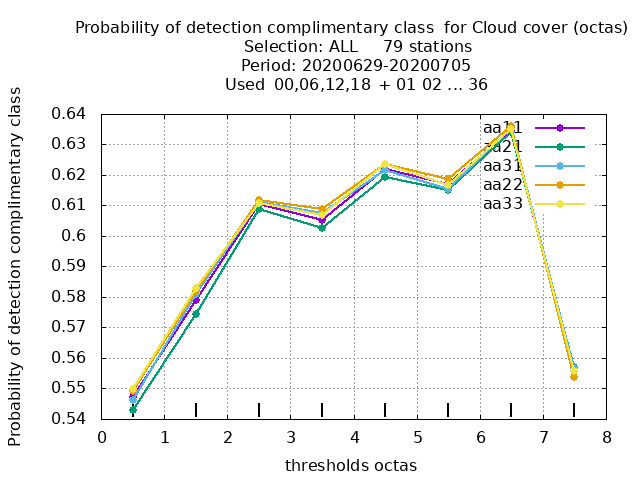 Probability of detection complimentary class  for Cloud cover (octas)
Selection: ALL     79 stations
Period: 20200629-20200705
Used  00,06,12,18 + 01 02 ... 36
Probability of detection complimentary class
0.64
0.63
0.62
0.61
0.6
0.59
0.58
0.57
0.56
0.55
0.54
aa11
aa21
aa31
aa22
aa33
0 1 2 3 4 5 6 7 8
thresholds octas